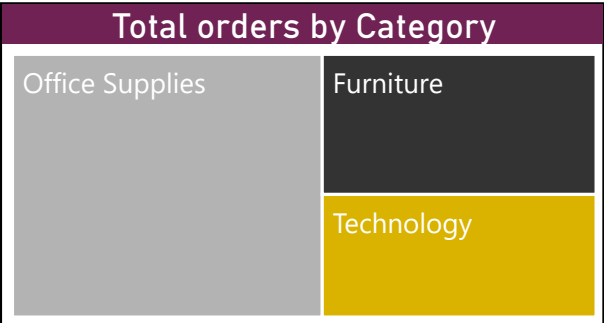 Total orders by Category
Office Supplies
Furniture
Technology